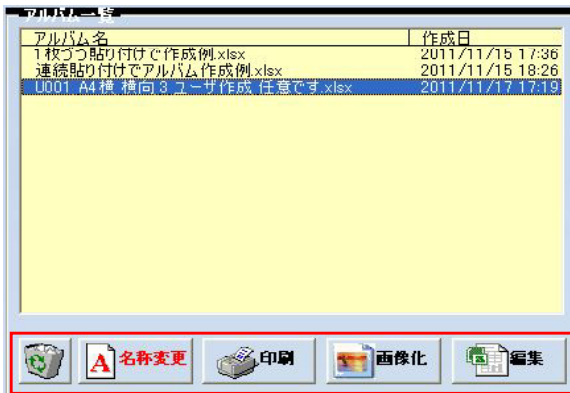 アルバム一覧
アルバム名 作成日
1枚づつ貼り付けで作成例.xlsx 2011/11/15 17:36
連続貼り付けでアルバム作成例.xlsx 2011/11/15 18:26
U001 A4横 横向 3 ユーザ作成 任意です.xlsx 2011/11/17 17:19
A 名称変更 印刷 画像化 編集